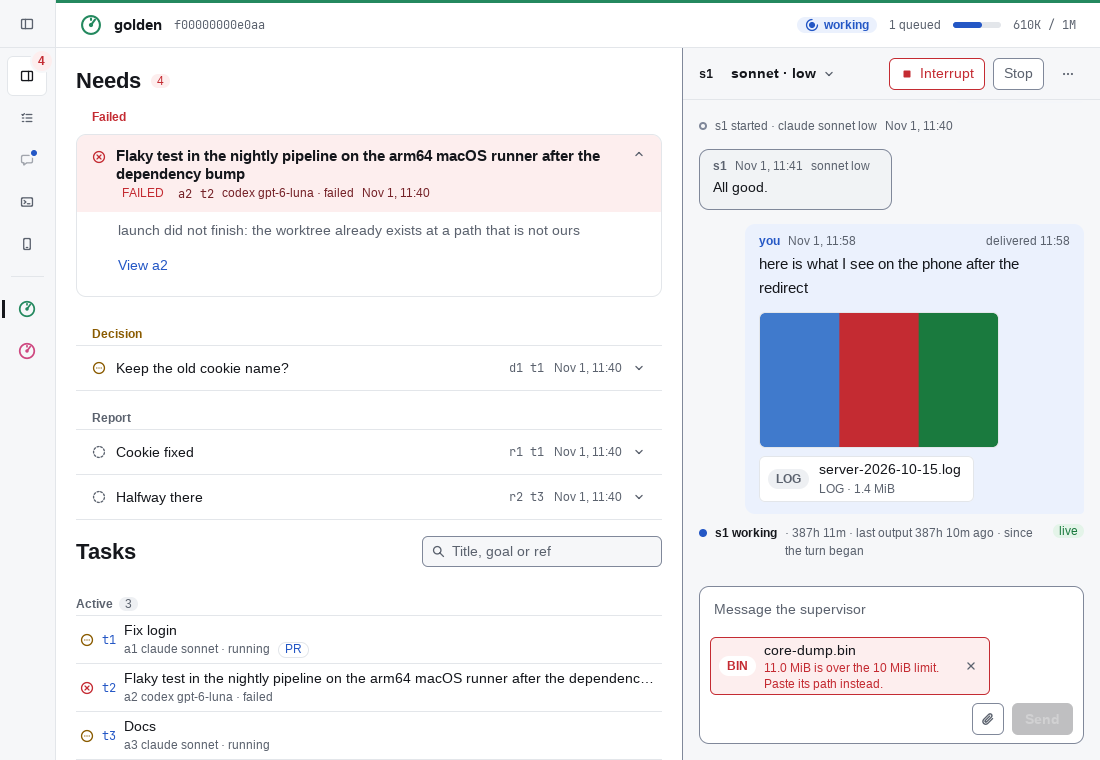 golden f00000000e0aa working 1 queued 610K / 1M
4
Needs 4
Failed
Flaky test in the nightly pipeline on the arm64 macOS runner after the
dependency bump
FAILED a2 t2 codex gpt-6-luna · failed Nov 1, 11:40
launch did not finish: the worktree already exists at a path that is not ours
View a2
Decision
Keep the old cookie name? d1 t1 Nov 1, 11:40
Report
Cookie fixed r1 t1 Nov 1, 11:40
Halfway there r2 t3 Nov 1, 11:40
Tasks
Title, goal or ref
Active 3
t1 Fix login
a1 claude sonnet · running PR
t2 Flaky test in the nightly pipeline on the arm64 macOS runner after the dependenc…
a2 codex gpt-6-luna · failed
t3 Docs
a3 claude sonnet · running
s1 sonnet · low Interrupt Stop
s1 started · claude sonnet low Nov 1, 11:40
s1 Nov 1, 11:41 sonnet low
All good.
you Nov 1, 11:58 delivered 11:58
here is what I see on the phone after the
redirect
LOG server-2026-10-15.log
LOG · 1.4 MiB
s1 working · 387h 11m · last output 387h 10m ago · since live
the turn began
Message the supervisor
BIN core-dump.bin
11.0 MiB is over the 10 MiB limit.
Paste its path instead.
Send